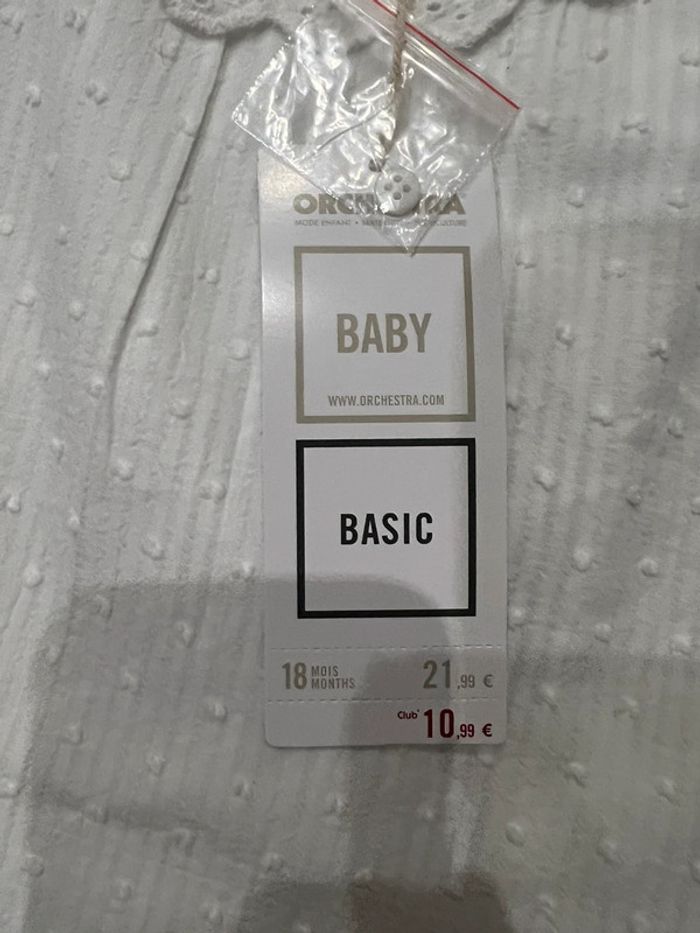 ORCHESTRA
MODE ENFANT •
BABY
WWW.ORCHESTRA.COM
BASIC
18 MOIS
MONTHS
21,99 €
Club* 10,99 €